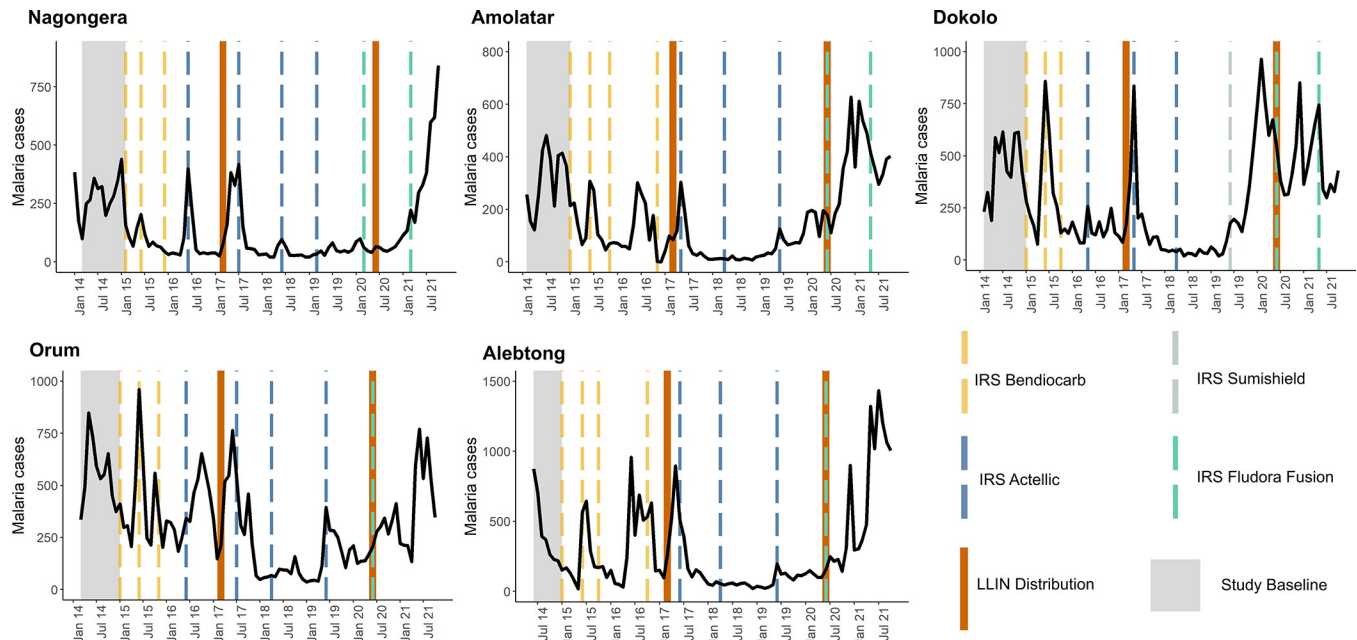 Nagongera
Malaria cases
750
500
250
0
Jan 14
Jul 14
Jan 15
Jul 15
Jan 16
Jul 16
Jan 17
Jul 17
Jan 18
Jul 18
Jan 19
Jul 19
Jan 20
Jul 20
Jan 21
Jul 21
Amolatar
Malaria cases
800
600
400
200
0
Jan 14
Jul 14
Jan 15
Jul 15
Jan 16
Jul 16
Jan 17
Jul 17
Jan 18
Jul 18
Jan 19
Jul 19
Jan 20
Jul 20
Jan 21
Jul 21
Dokolo
Malaria cases
1000
750
500
250
0
Jan 14
Jul 14
Jan 15
Jul 15
Jan 16
Jul 16
Jan 17
Jul 17
Jan 18
Jul 18
Jan 19
Jul 19
Jan 20
Jul 20
Jan 21
Jul 21
Orum
Malaria cases
1000
750
500
250
0
Jan 14
Jul 14
Jan 15
Jul 15
Jan 16
Jul 16
Jan 17
Jul 17
Jan 18
Jul 18
Jan 19
Jul 19
Jan 20
Jul 20
Jan 21
Jul 21
Alebtong
Malaria cases
1500
1000
500
0
Jul 14
Jan 15
Jul 15
Jan 16
Jul 16
Jan 17
Jul 17
Jan 18
Jul 18
Jan 19
Jul 19
Jan 20
Jul 20
Jan 21
Jul 21
IRS Bendiocarb
IRS Sumishield
IRS Actellic
IRS Fludora Fusion
LLIN Distribution
Study Baseline